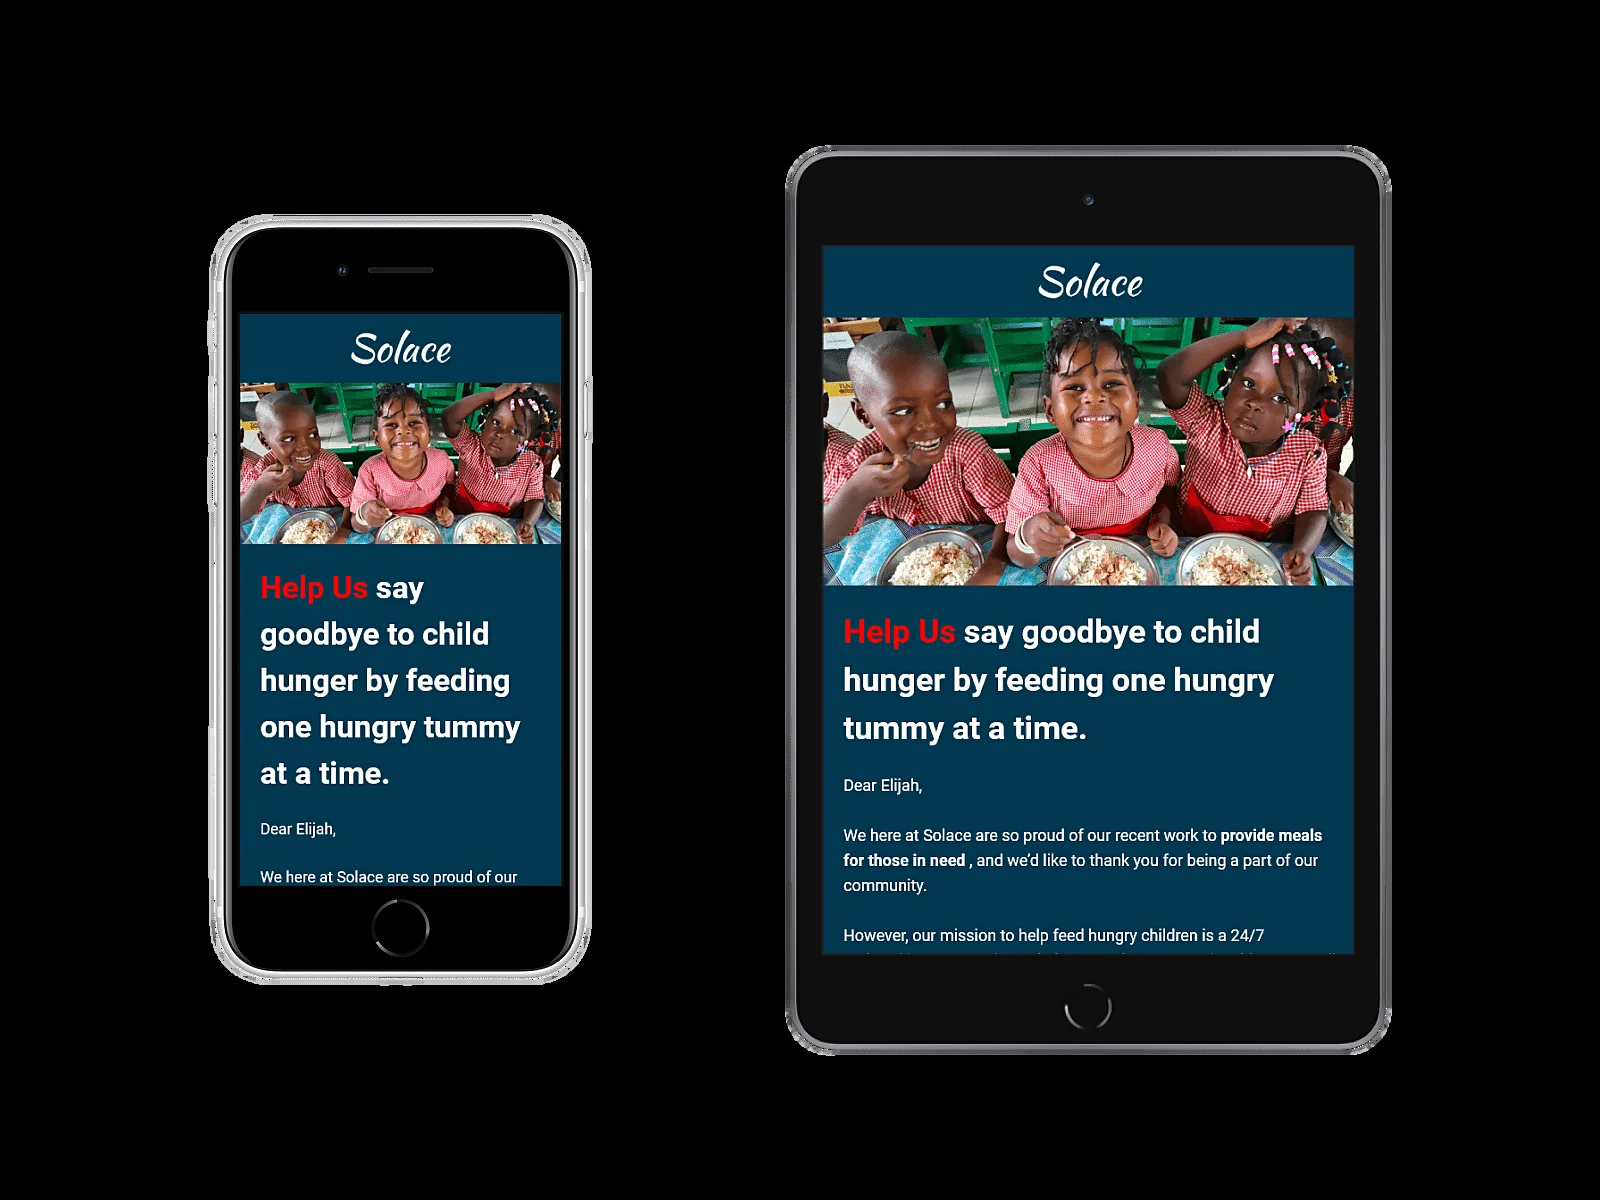 Solace
Help Us say
goodbye to child
hunger by feeding
one hungry tummy
at a time.
Dear Elijah,
We here at Solace are so proud of our
Solace
Help Us say goodbye to child
hunger by feeding one hungry
tummy at a time.
Dear Elijah,
We here at Solace are so proud of our recent work to provide meals
for those in need , and we'd like to thank you for being a part of our
community.
However, our mission to help feed hungry children is a 24/7